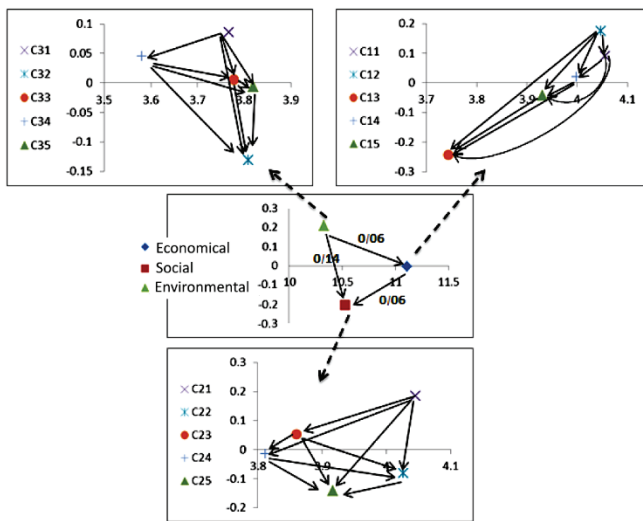 C31
C32
C33
C34
C35
0.1
0.05
0
-0.05
-0.1
-0.15
3.5
3.6
3.7
3.8
3.9
C11
C12
C13
C14
C15
0.2
0.1
0
-0.1
-0.2
-0.3
3.7
3.8
3.9
4
4.1
Economical
Social
Environmental
0.3
0.2
0.1
0
-0.1
-0.2
-0.3
10
10.5
11
11.5
0/06
0/14
0/06
C21
C22
C23
C24
C25
0.3
0.2
0.1
0
-0.1
-0.2
3.8
3.9
4
4.1